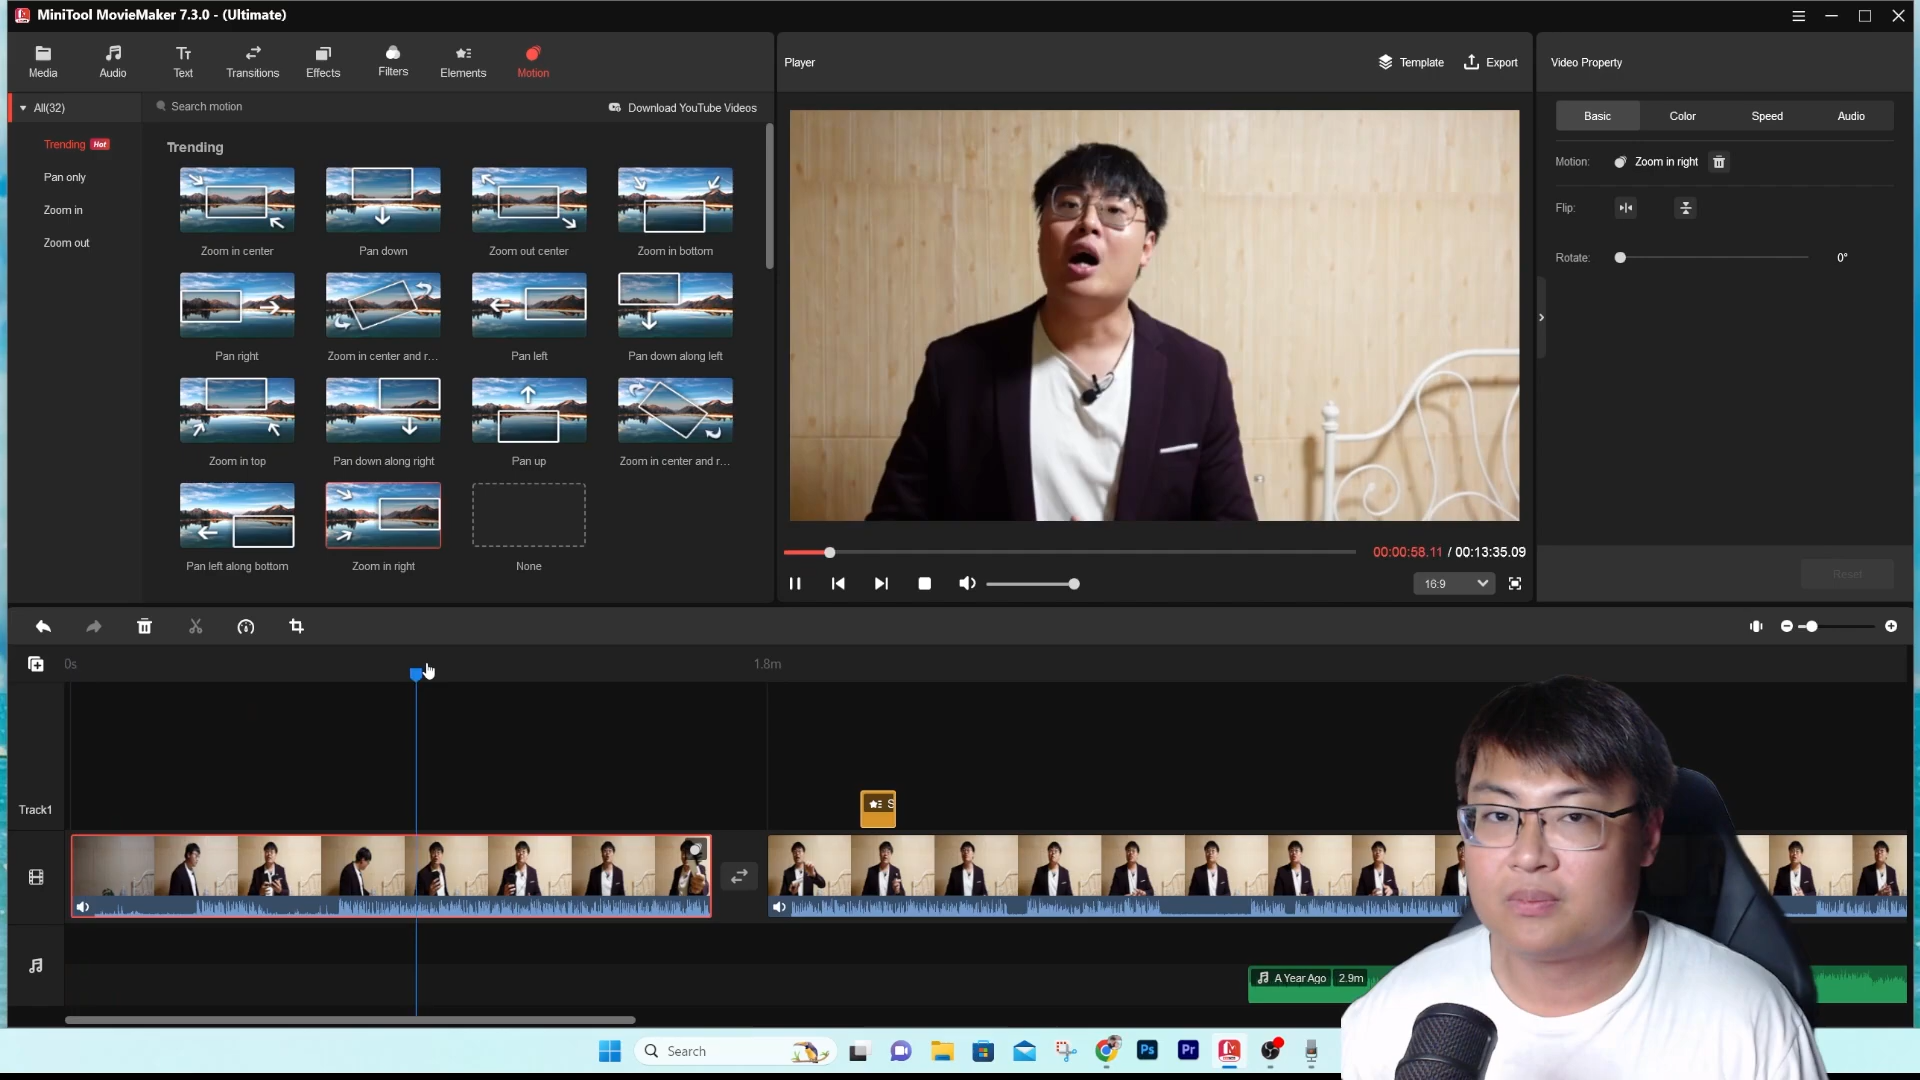 MiniTool MovieMaker 7.3.0 - (Ultimate)
Media
Audio
Text
Transitions
Effects
Filters
Elements
Motion
Player
Template
Export
Video Property
All(32)
Search motion
Download YouTube Videos
Trending Hot
Pan only
Zoom in
Zoom out
Trending
Zoom in center
Pan down
Zoom out center
Zoom in bottom
Pan right
Zoom in center and r...
Pan left
Pan down along left
Zoom in top
Pan down along right
Pan up
Zoom in center and r...
Pan left along bottom
Zoom in right
None
Basic
Color
Speed
Audio
Motion: Zoom in right
Flip:
Rotate: 0°
00:00:58.11 / 00:13:35.09
16:9
Reset
0s
1.8m
Track1
S
A Year Ago 2.9m
Search
Ps
Pr